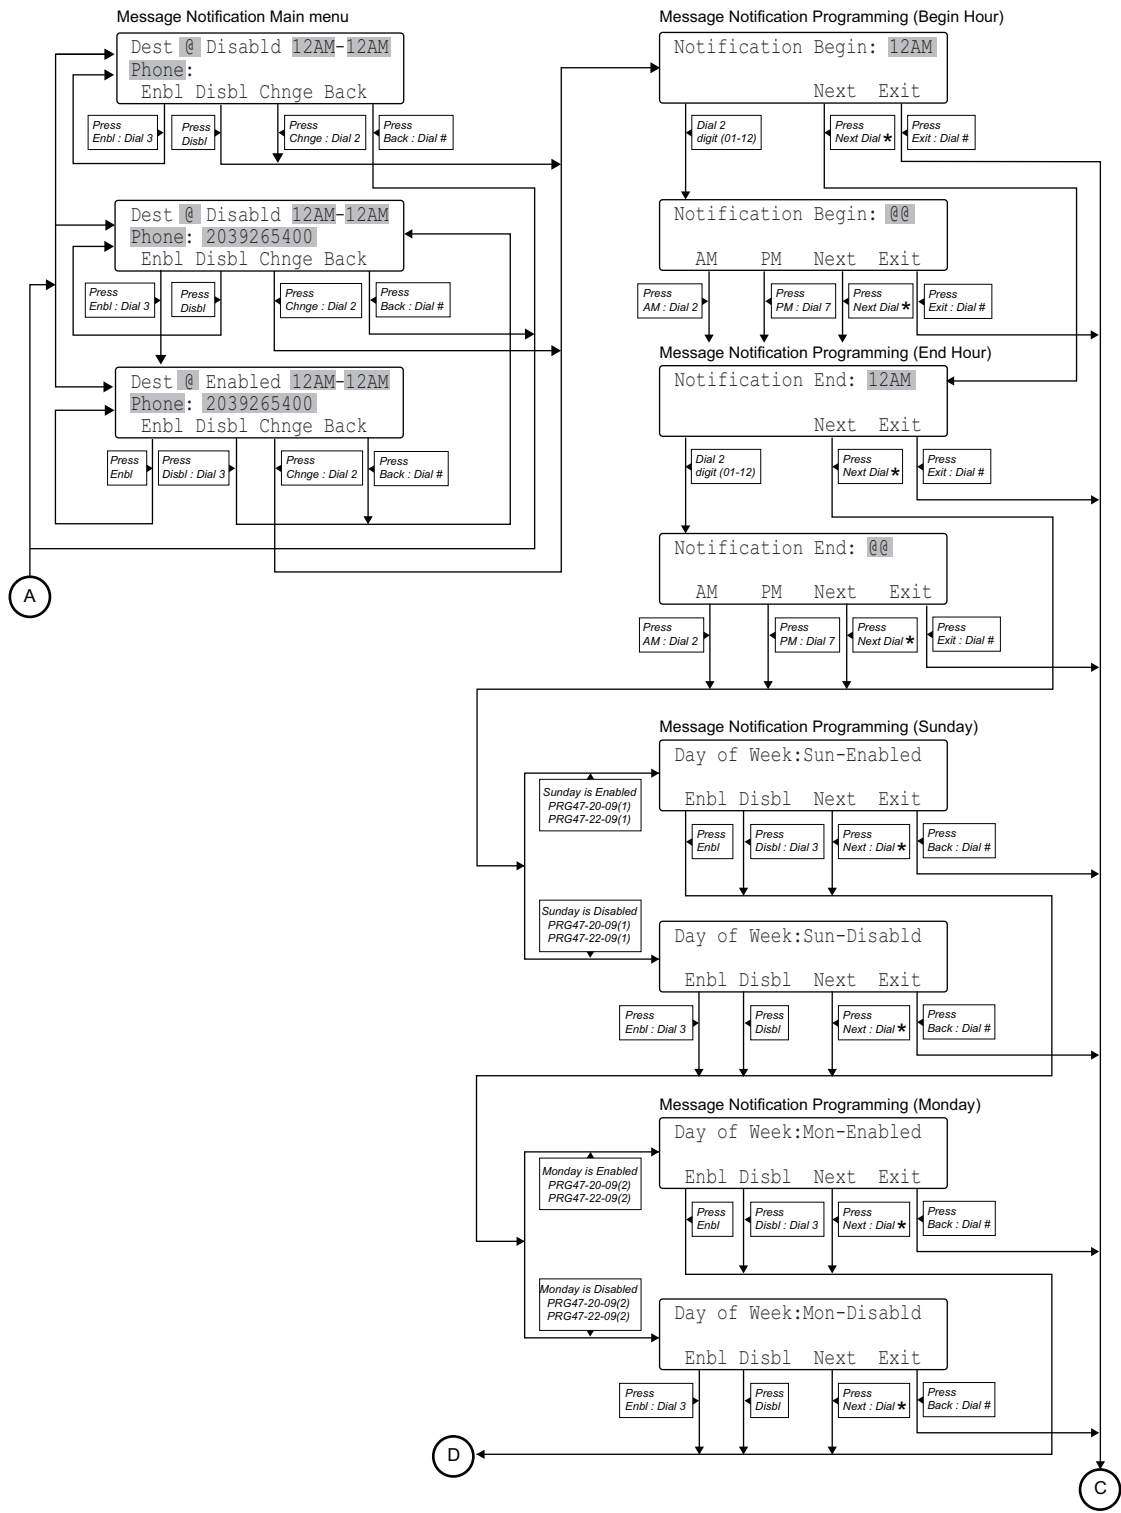 Message Notification Main menu
Dest @ Disabld 12AM-12AM
Phone:
Enbl Disbl Chnge Back
Press
Enbl : Dial 3
Press
Disbl
Press
Chnge : Dial 2
Press
Back : Dial #
Dest @ Disabld 12AM-12AM
Phone: 2039265400
Enbl Disbl Chnge Back
Press
Enbl : Dial 3
Press
Disbl
Press
Chnge : Dial 2
Press
Back : Dial #
Dest @ Enabled 12AM-12AM
Phone: 2039265400
Enbl Disbl Chnge Back
Press
Enbl
Press
Disbl : Dial 3
Press
Chnge : Dial 2
Press
Back : Dial #
A
Message Notification Programming (Begin Hour)
Notification Begin: 12AM
Next Exit
Dial 2
digit (01-12)
Press
Next Dial *
Press
Exit : Dial #
Notification Begin: @@
AM PM Next Exit
Press
AM : Dial 2
Press
PM : Dial 7
Press
Next Dial *
Press
Exit : Dial #
Message Notification Programming (End Hour)
Notification End: 12AM
Next Exit
Dial 2
digit (01-12)
Press
Next Dial *
Press
Exit : Dial #
Notification End: @@
AM PM Next Exit
Press
AM : Dial 2
Press
PM : Dial 7
Press
Next Dial *
Press
Exit : Dial #
Message Notification Programming (Sunday)
Day of Week:Sun-Enabled
Enbl Disbl Next Exit
Sunday is Enabled
PRG47-20-09(1)
PRG47-22-09(1)
Press
Enbl
Press
Disbl : Dial 3
Press
Next : Dial *
Press
Back : Dial #
Sunday is Disabled
PRG47-20-09(1)
PRG47-22-09(1)
Day of Week:Sun-Disabld
Enbl Disbl Next Exit
Press
Enbl : Dial 3
Press
Disbl
Press
Next : Dial *
Press
Back : Dial #
Message Notification Programming (Monday)
Day of Week:Mon-Enabled
Enbl Disbl Next Exit
Monday is Enabled
PRG47-20-09(2)
PRG47-22-09(2)
Press
Enbl
Press
Disbl : Dial 3
Press
Next : Dial *
Press
Back : Dial #
Monday is Disabled
PRG47-20-09(2)
PRG47-22-09(2)
Day of Week:Mon-Disabld
Enbl Disbl Next Exit
Press
Enbl : Dial 3
Press
Disbl
Press
Next : Dial *
Press
Back : Dial #
D
C